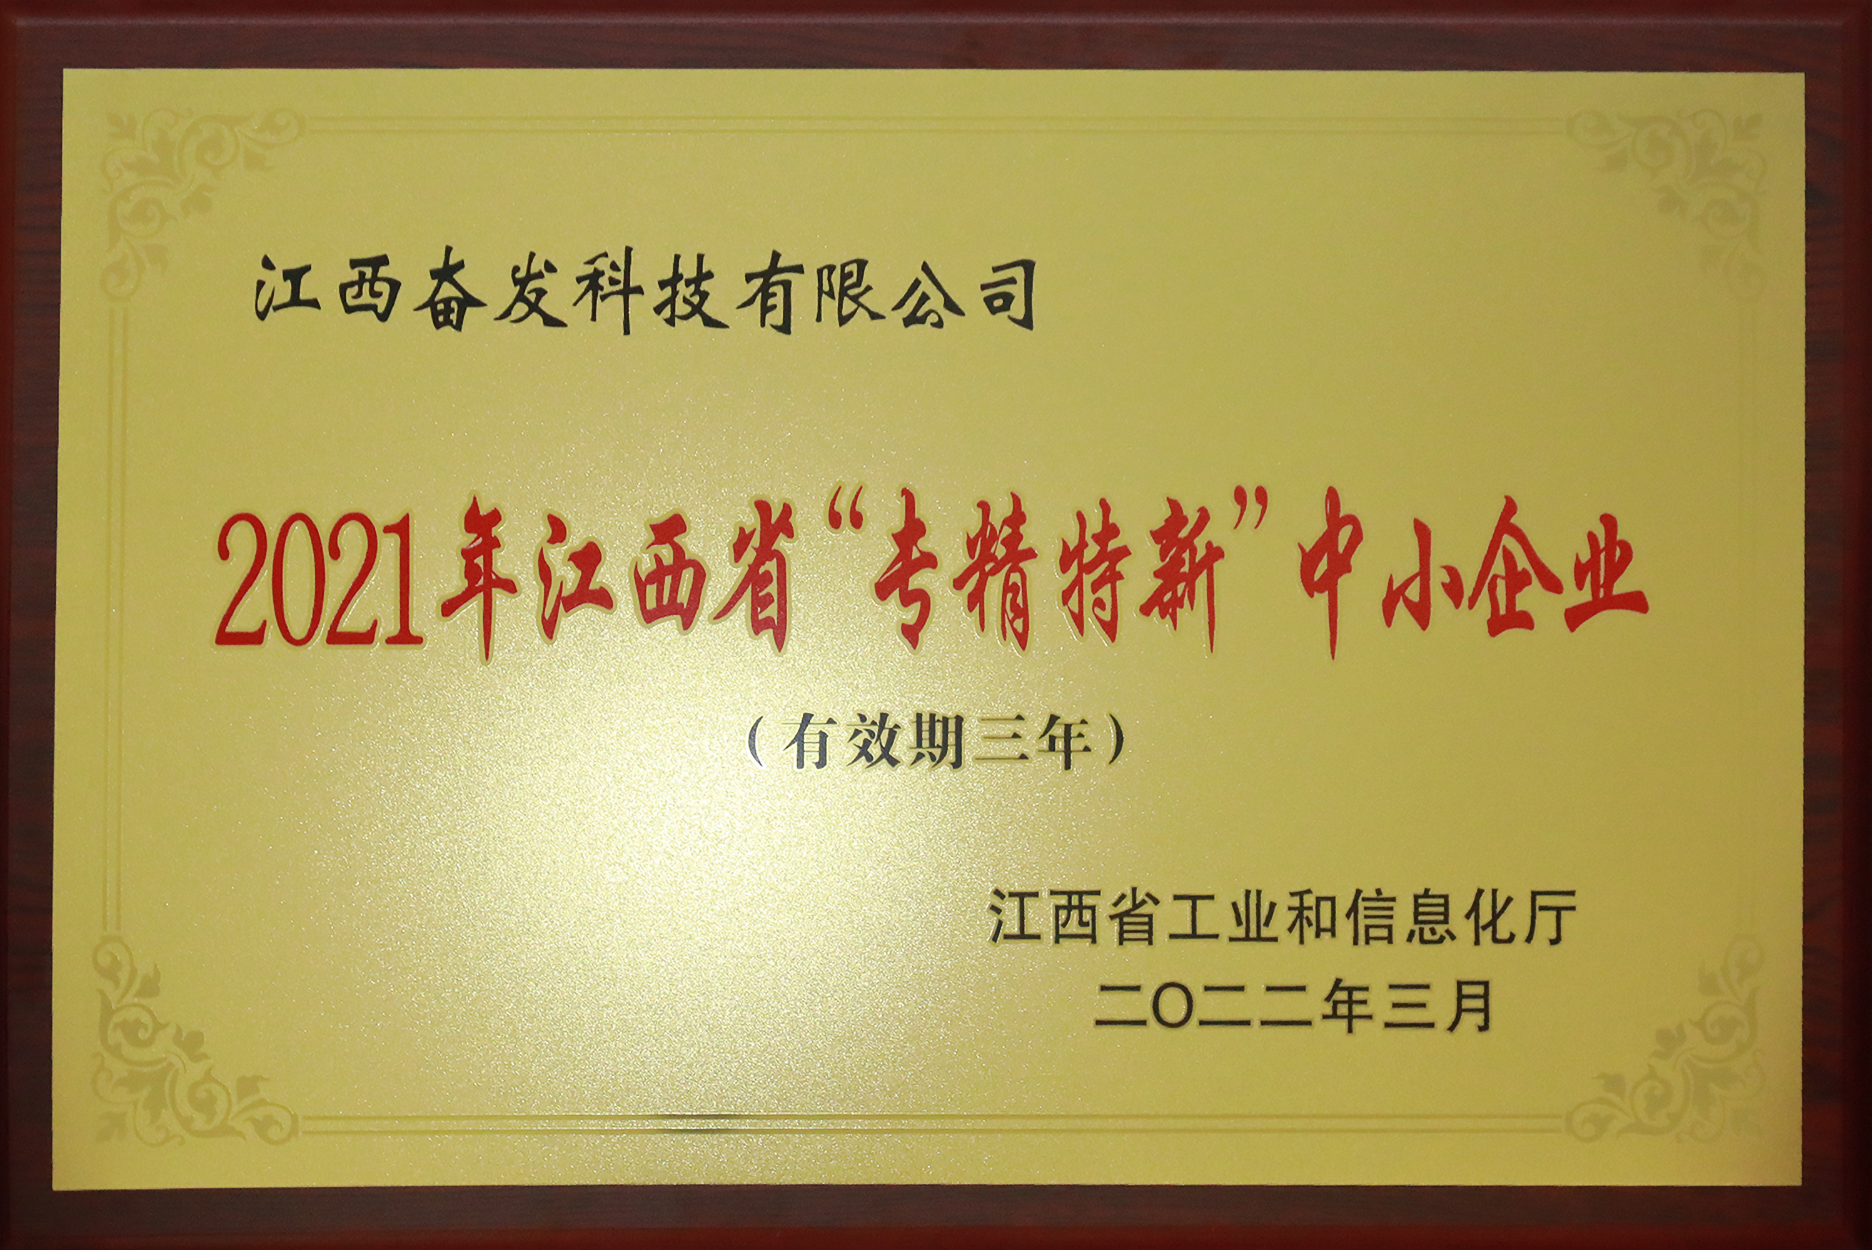 江西奋发科技有限公司
2021年江西省“专精特新”中小企业
（有效期三年）
江西省工业和信息化厅
二〇二二年三月